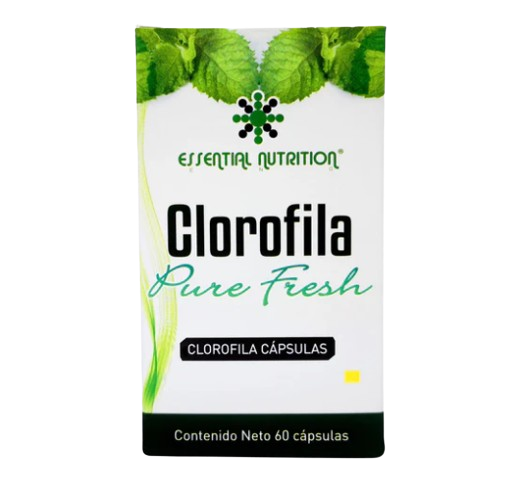 ESSENTIAL NUTRITION®
Clorofila
Pure Fresh
CLOROFILA CÁPSULAS
Contenido Neto 60 cápsulas